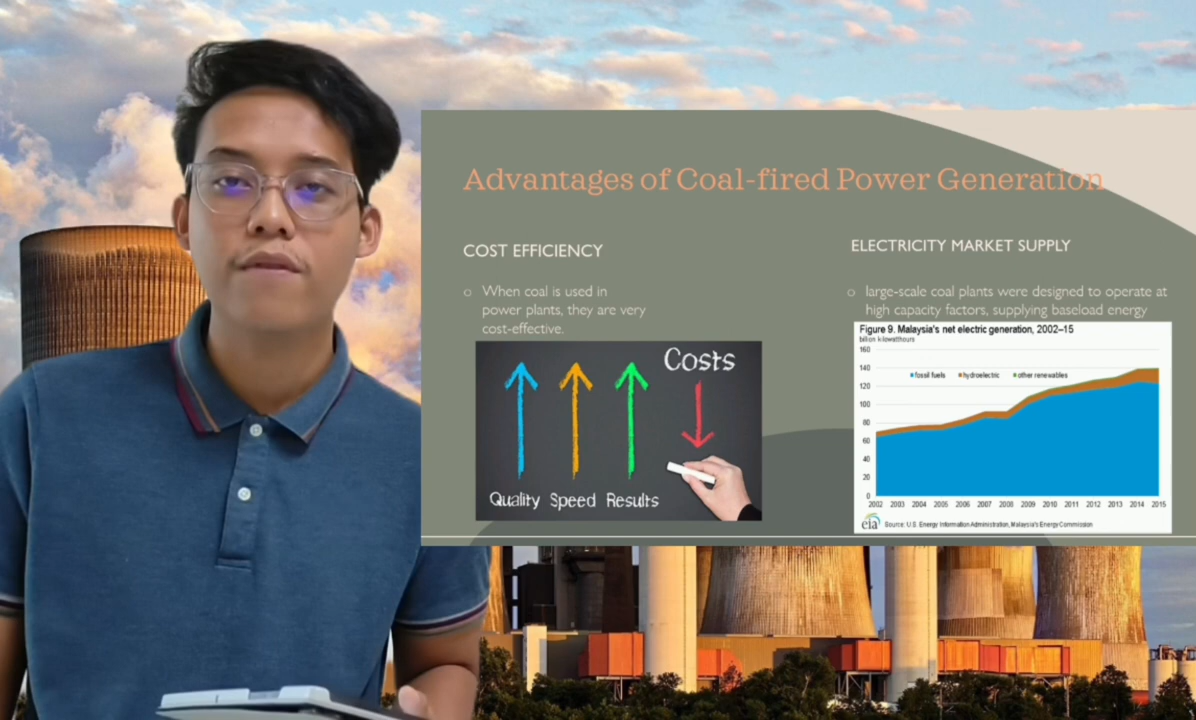 Advantages of Coal-fired Power Generation
COST EFFICIENCY
When coal is used in
power plants, they are very
cost-effective.
Costs
Quality Speed Results
ELECTRICITY MARKET SUPPLY
large-scale coal plants were designed to operate at
high capacity factors, supplying baseload energy
Figure 9. Malaysia's net electric generation, 2002–15
billion kilowatthours
160
140
fossil fuels hydroelectric other renewables
120
100
80
60
40
20
0
2002 2003 2004 2005 2006 2007 2008 2009 2010 2011 2012 2013 2014 2015
eia Source: U.S. Energy Information Administration, Malaysia's Energy Commission